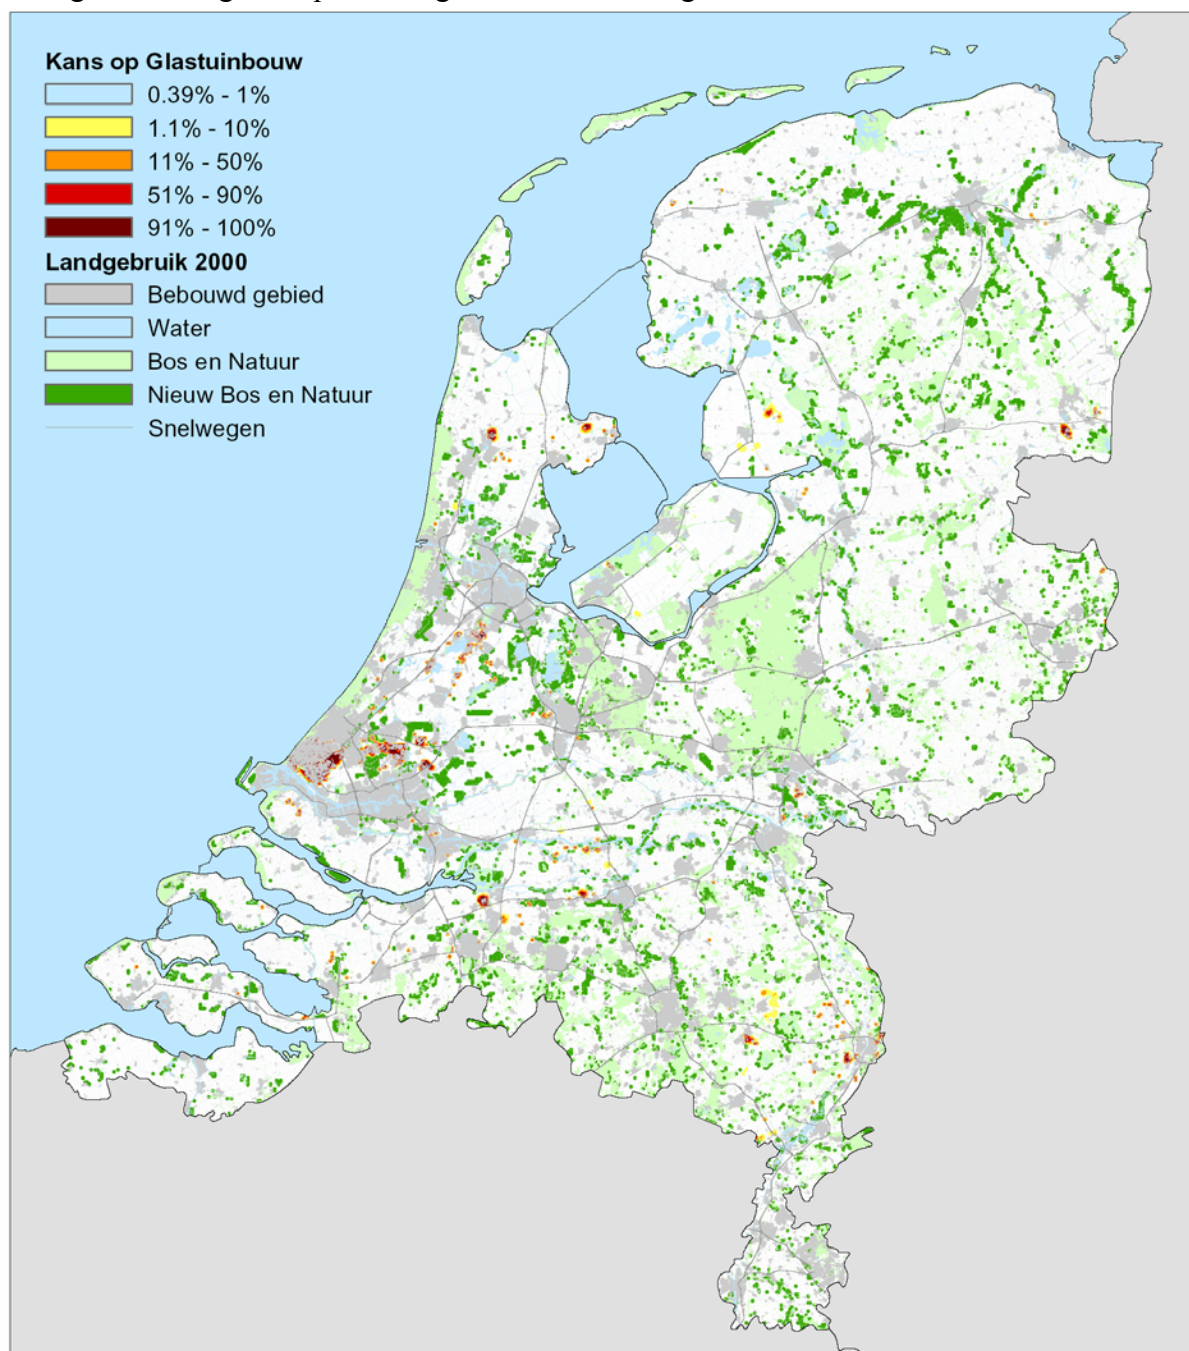 Kans op Glastuinbouw
0.39% - 1%
1.1% - 10%
11% - 50%
51% - 90%
91% - 100%
Landgebruik 2000
Bebouwd gebied
Water
Bos en Natuur
Nieuw Bos en Natuur
Snelwegen